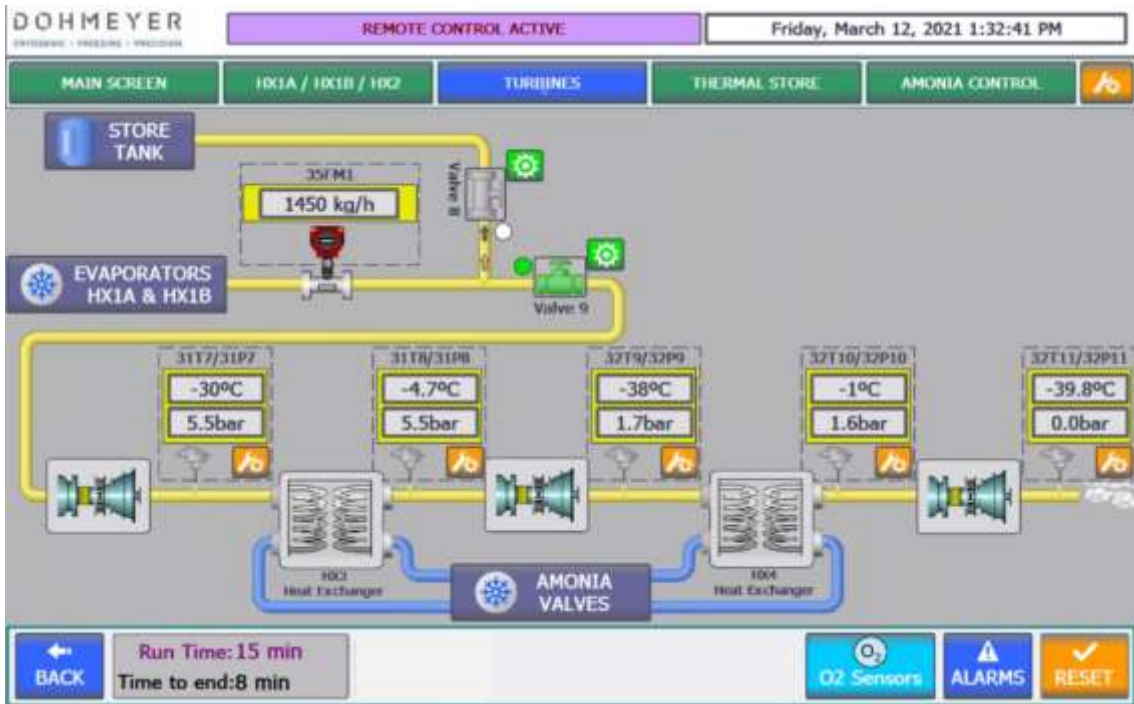 DOHMEYER
REMOTE CONTROL ACTIVE
Friday, March 12, 2021 1:32:41 PM
MAIN SCREEN
HX1A / HX1B / HX2
TURBINES
THERMAL STORE
AMONIA CONTROL
STORE
TANK
35FM1
1450 kg/h
Valve 8
EVAPORATORS
HX1A & HX1B
Valve 9
31T7/31P7
-30ºC
5.5bar
31T8/31P8
-4.7ºC
5.5bar
32T9/32P9
-38ºC
1.7bar
32T10/32P10
-1ºC
1.6bar
32T11/32P11
-39.8ºC
0.0bar
HX3
Heat Exchanger
AMONIA
VALVES
HX4
Heat Exchanger
BACK
Run Time:15 min
Time to end:8 min
O2
O2 Sensors
ALARMS
RESET